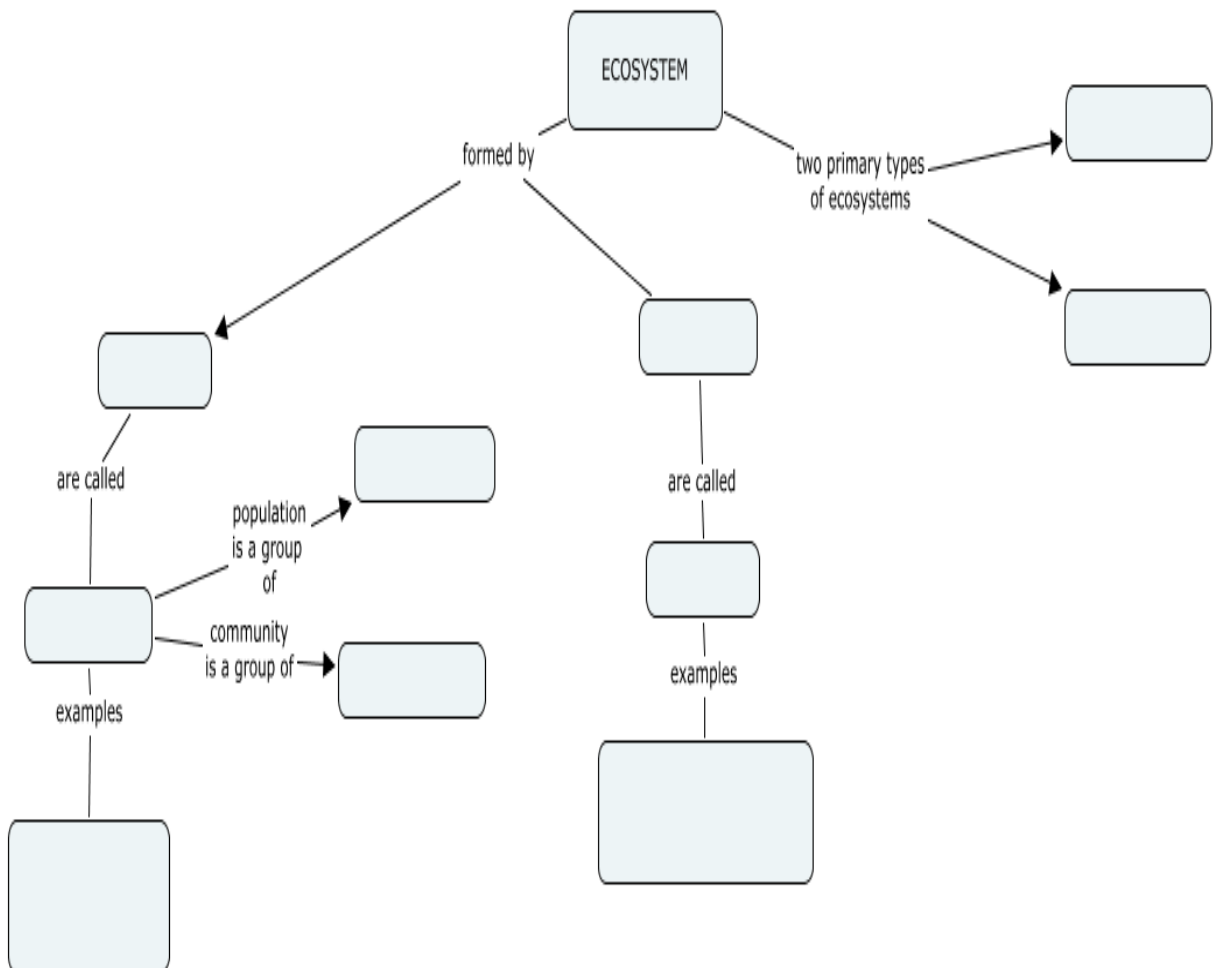 ECOSYSTEM
formed by
two primary types
of ecosystems
are called
population
is a group
of
community
is a group of
examples
are called
examples